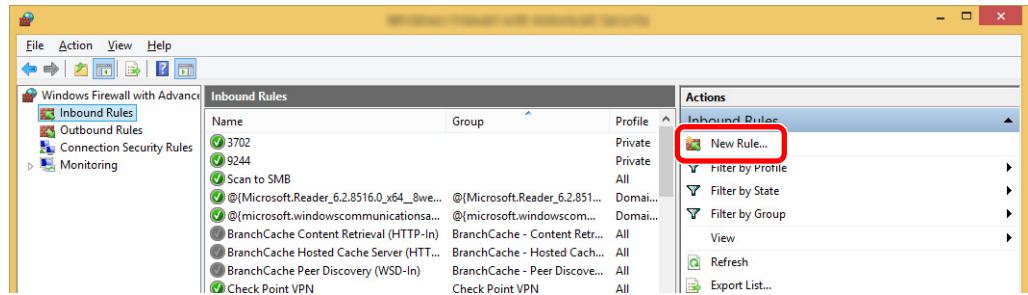 File Action View Help
Windows Firewall with Advance
Inbound Rules
Outbound Rules
Connection Security Rules
Monitoring
Inbound Rules
Name Group Profile
3702 Private
9244 Private
Scan to SMB All
@{Microsoft.Reader_6.2.8516.0_x64__8we... @{Microsoft.Reader_6.2.851... Domai...
@{microsoft.windowscommunicationsa... @{microsoft.windowscom... Domai...
BranchCache Content Retrieval (HTTP-In) BranchCache - Content Retr... All
BranchCache Hosted Cache Server (HTT... BranchCache - Hosted Cach... All
BranchCache Peer Discovery (WSD-In) BranchCache - Peer Discove... All
Check Point VPN Check Point VPN All
Actions
Inbound Rules
New Rule...
Filter by Profile
Filter by State
Filter by Group
View
Refresh
Export List...